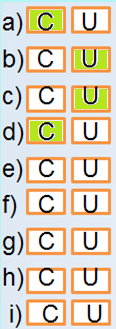 a) C U
b) C U
c) C U
d) C U
e) C U
f) C U
g) C U
h) C U
i) C U